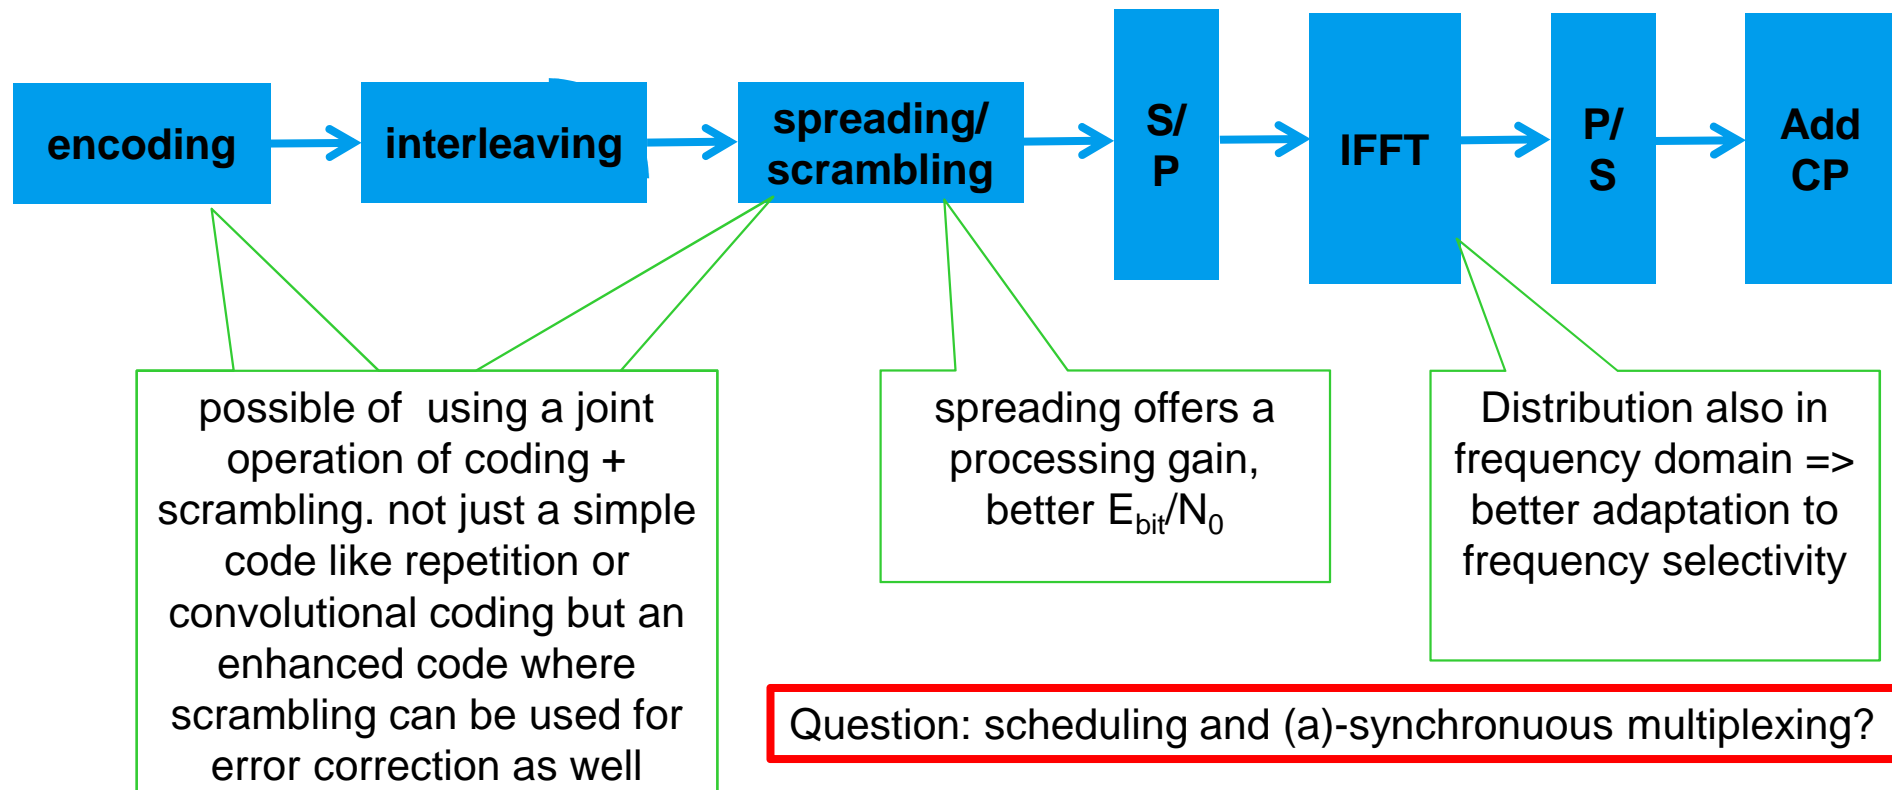 encoding
interleaving
spreading/
scrambling
S/
P
IFFT
P/
S
Add
CP
possible of  using a joint
operation of coding +
scrambling. not just a simple
code like repetition or
convolutional coding but an
enhanced code where
scrambling can be used for
error correction as well
spreading offers a
processing gain,
better E_bit/N_0
Distribution also in
frequency domain =>
better adaptation to
frequency selectivity
Question: scheduling and (a)-synchronuous multiplexing?